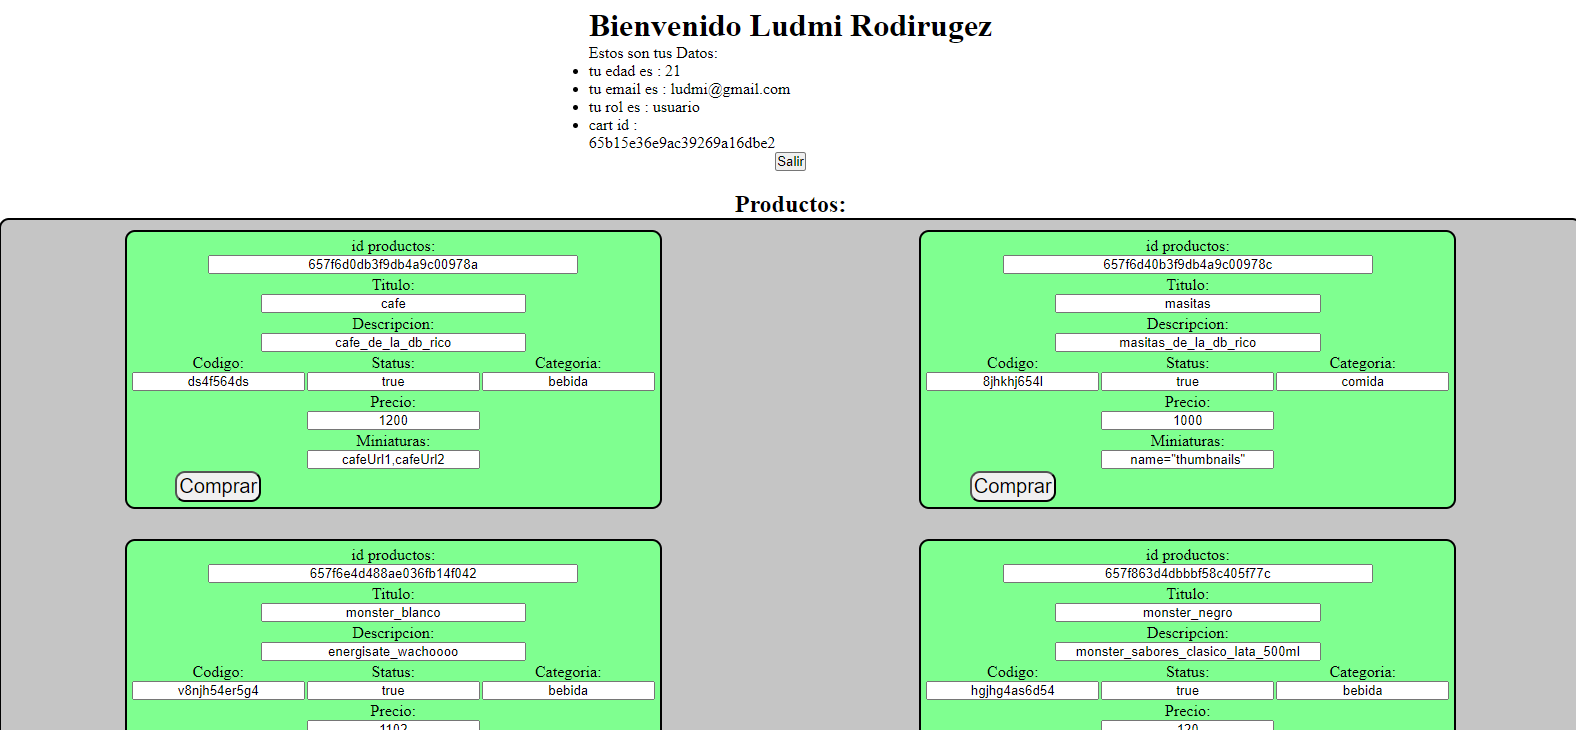 Bienvenido Ludmi Rodirugez
Estos son tus Datos:
tu edad es : 21
tu email es : ludmi@gmail.com
tu rol es : usuario
cart id :
65b15e36e9ac39269a16dbe2
Salir
Productos:
id productos:
657f6d0db3f9db4a9c00978a
Titulo:
cafe
Descripcion:
cafe_de_la_db_rico
Codigo: Status: Categoria:
ds4f564ds true bebida
Precio:
1200
Miniaturas:
cafeUrl1,cafeUrl2
Comprar
id productos:
657f6d40b3f9db4a9c00978c
Titulo:
masitas
Descripcion:
masitas_de_la_db_rico
Codigo: Status: Categoria:
8jhkhj654l true comida
Precio:
1000
Miniaturas:
name="thumbnails"
Comprar
id productos:
657f6e4d488ae036fb14f042
Titulo:
monster_blanco
Descripcion:
energisate_wachoooo
Codigo: Status: Categoria:
v8njh54er5g4 true bebida
Precio:
1102
id productos:
657f863d4dbbbf58c405f77c
Titulo:
monster_negro
Descripcion:
monster_sabores_clasico_lata_500ml
Codigo: Status: Categoria:
hgjhg4as6d54 true bebida
Precio:
120